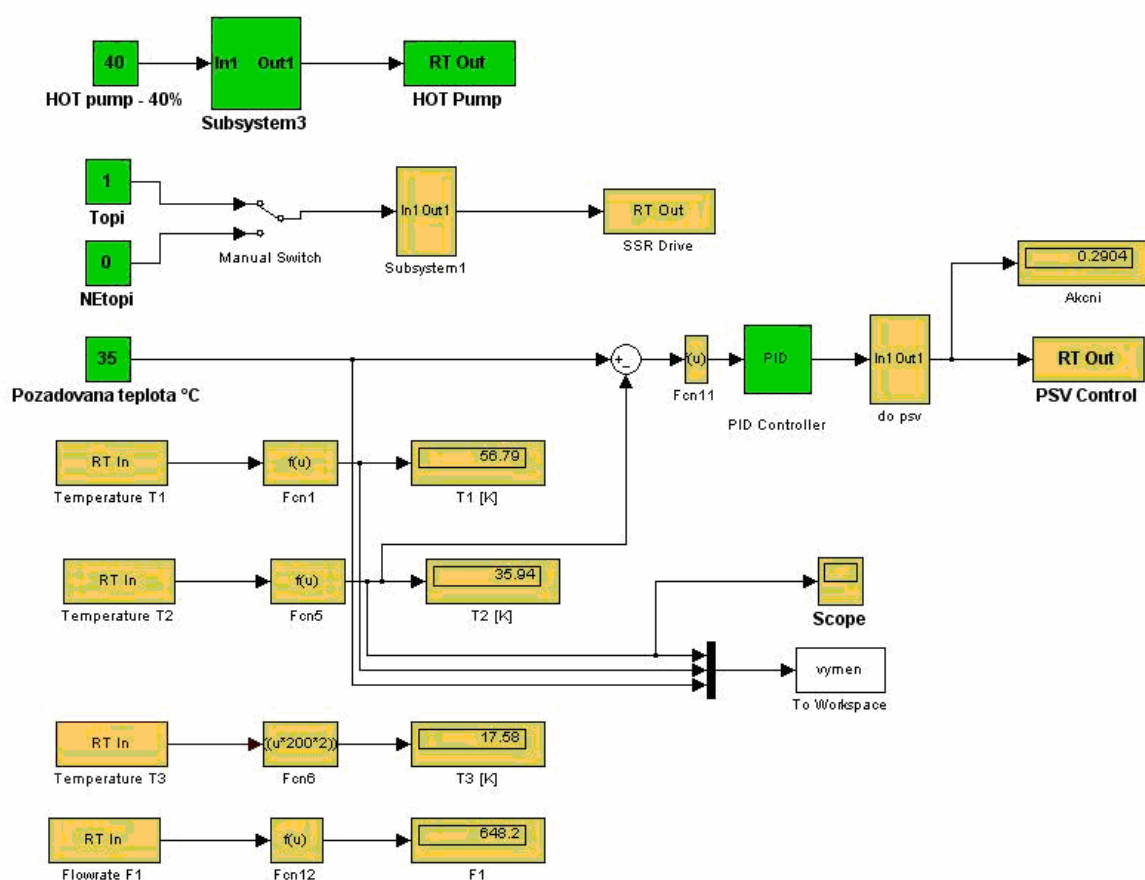 40
In1 Out1
RT Out
HOT pump - 40%
Subsystem3
HOT Pump
1
Topi
In1 Out1
RT Out
Manual Switch
Subsystem1
SSR Drive
0
NEtopi
0.2904
Akcni
35
Pozadovana teplota °C
+
-
f(u)
Fcn11
PID
PID Controller
In1 Out1
do psv
RT Out
PSV Control
RT In
Temperature T1
f(u)
Fcn1
56.79
T1 [K]
RT In
Temperature T2
f(u)
Fcn5
35.94
T2 [K]
Scope
vymen
To Workspace
RT In
Temperature T3
((u*200*2))
Fcn6
17.58
T3 [K]
RT In
Flowrate F1
f(u)
Fcn12
648.2
F1